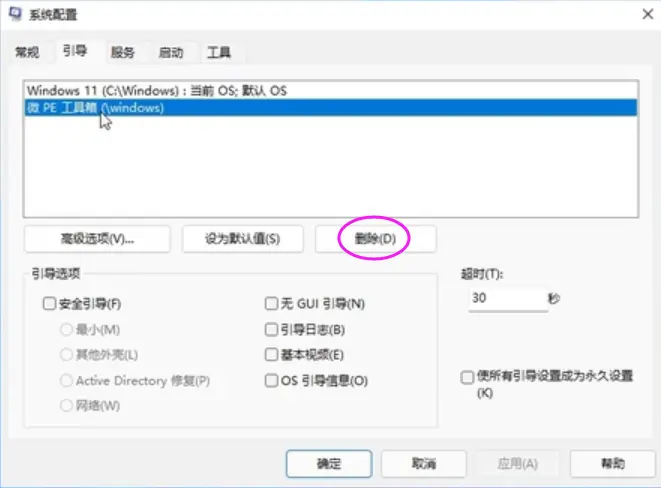 系统配置
常规 引导 服务 启动 工具
Windows 11 (C:\Windows) : 当前 OS; 默认 OS
微 PE 工具箱 (\windows)
高级选项(V)... 设为默认值(S) 删除(D)
引导选项 超时(T):
安全引导(F) 无 GUI 引导(N) 30 秒
最小(M) 引导日志(B)
其他外壳(L) 基本视频(E)
Active Directory 修复(P) OS 引导信息(O) 使所有引导设置成为永久设置
(K)
网络(W)
确定 取消 应用(A) 帮助